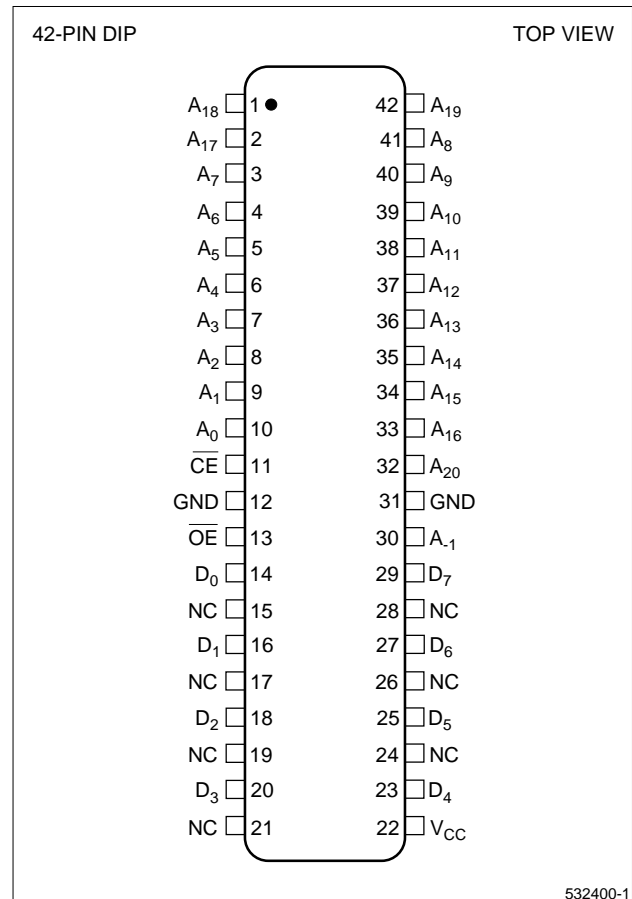 42-PIN DIP TOP VIEW
A18 1 42 A19
A17 2 41 A8
A7 3 40 A9
A6 4 39 A10
A5 5 38 A11
A4 6 37 A12
A3 7 36 A13
A2 8 35 A14
A1 9 34 A15
A0 10 33 A16
CE 11 32 A20
GND 12 31 GND
OE 13 30 A-1
D0 14 29 D7
NC 15 28 NC
D1 16 27 D6
NC 17 26 NC
D2 18 25 D5
NC 19 24 NC
D3 20 23 D4
NC 21 22 VCC
532400-1